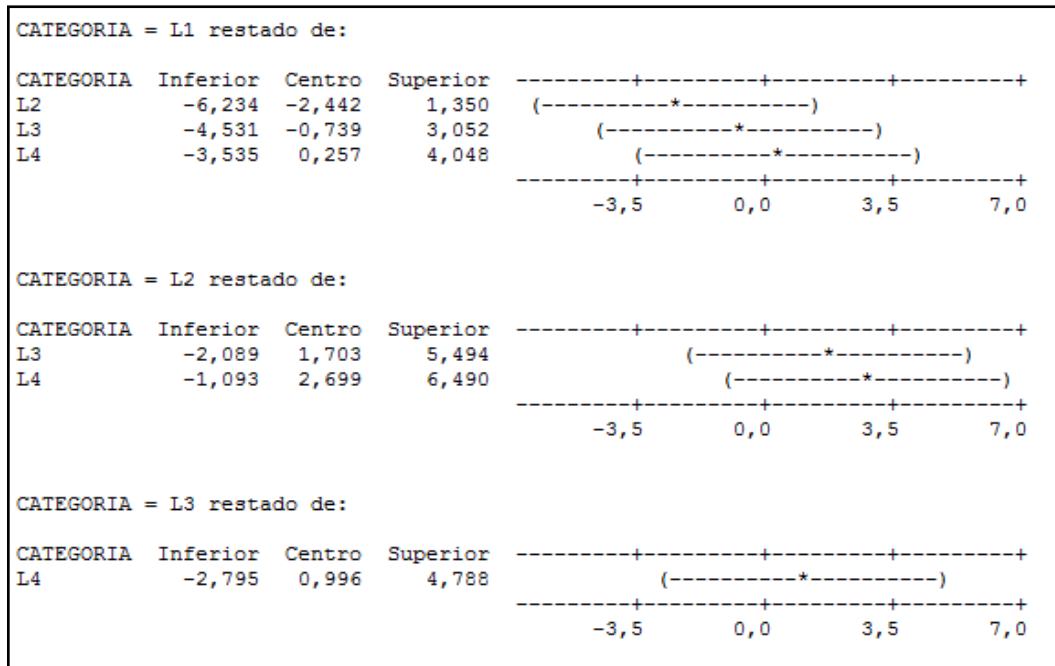 CATEGORIA = L1 restado de:
CATEGORIA  Inferior  Centro  Superior  ---------+---------+---------+---------+
L2           -6,234  -2,442     1,350   (----------*----------)
L3           -4,531  -0,739     3,052        (----------*----------)
L4           -3,535   0,257     4,048           (----------*----------)
                                       ---------+---------+---------+---------+
                                             -3,5       0,0       3,5       7,0
CATEGORIA = L2 restado de:
CATEGORIA  Inferior  Centro  Superior  ---------+---------+---------+---------+
L3           -2,089   1,703     5,494               (----------*----------)
L4           -1,093   2,699     6,490                  (----------*----------)
                                       ---------+---------+---------+---------+
                                             -3,5       0,0       3,5       7,0
CATEGORIA = L3 restado de:
CATEGORIA  Inferior  Centro  Superior  ---------+---------+---------+---------+
L4           -2,795   0,996     4,788             (----------*----------)
                                       ---------+---------+---------+---------+
                                             -3,5       0,0       3,5       7,0